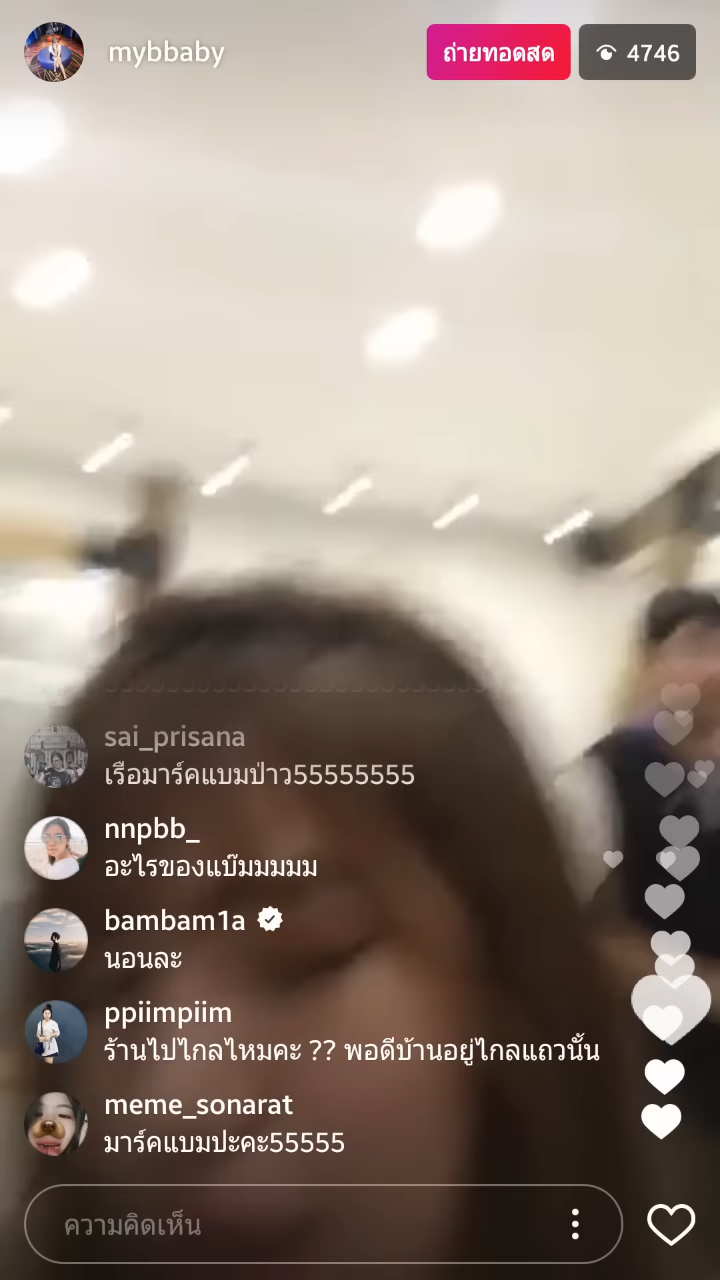 mybbaby
ถ่ายทอดสด
4746
sai_prisana
เรือมาร์คแบมป่าว55555555
nnpbb_
อะไรของแบ๊มมมมมม
bambam1a
นอนละ
ppiimpiim
ร้านไปไกลไหมคะ ?? พอดีบ้านอยู่ไกลแถวนั้น
meme_sonarat
มาร์คแบมปะคะ55555
ความคิดเห็น